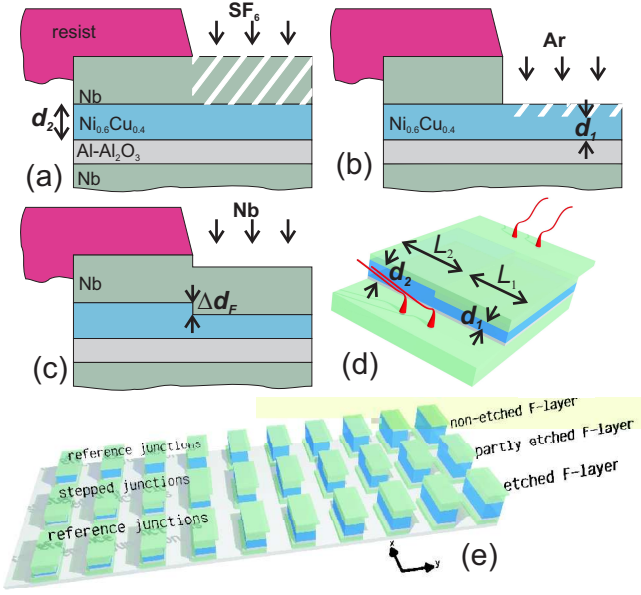 SF₆
resist
Nb
d₂
Ni₀.₆Cu₀.₄
Al-Al₂O₃
(a)
Nb
Ar
Ni₀.₆Cu₀.₄
d₁
(b)
Nb
Nb
Δd_F
(c)
L₂
L₁
d₂
d₁
(d)
non-etched F-layer
reference junctions
partly etched F-layer
stepped junctions
etched F-layer
reference junctions
x
y
(e)